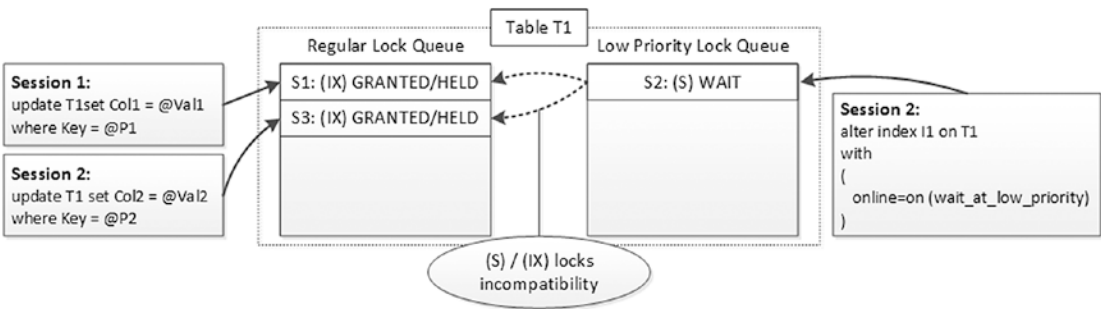 Table T1
Regular Lock Queue
Low Priority Lock Queue
Session 1:
update T1set Col1 = @Val1
where Key = @P1
S1: (IX) GRANTED/HELD
S2: (S) WAIT
S3: (IX) GRANTED/HELD
Session 2:
alter index I1 on T1
with
(
online=on (wait_at_low_priority)
)
Session 2:
update T1 set Col2 = @Val2
where Key = @P2
(S) / (IX) locks
incompatibility